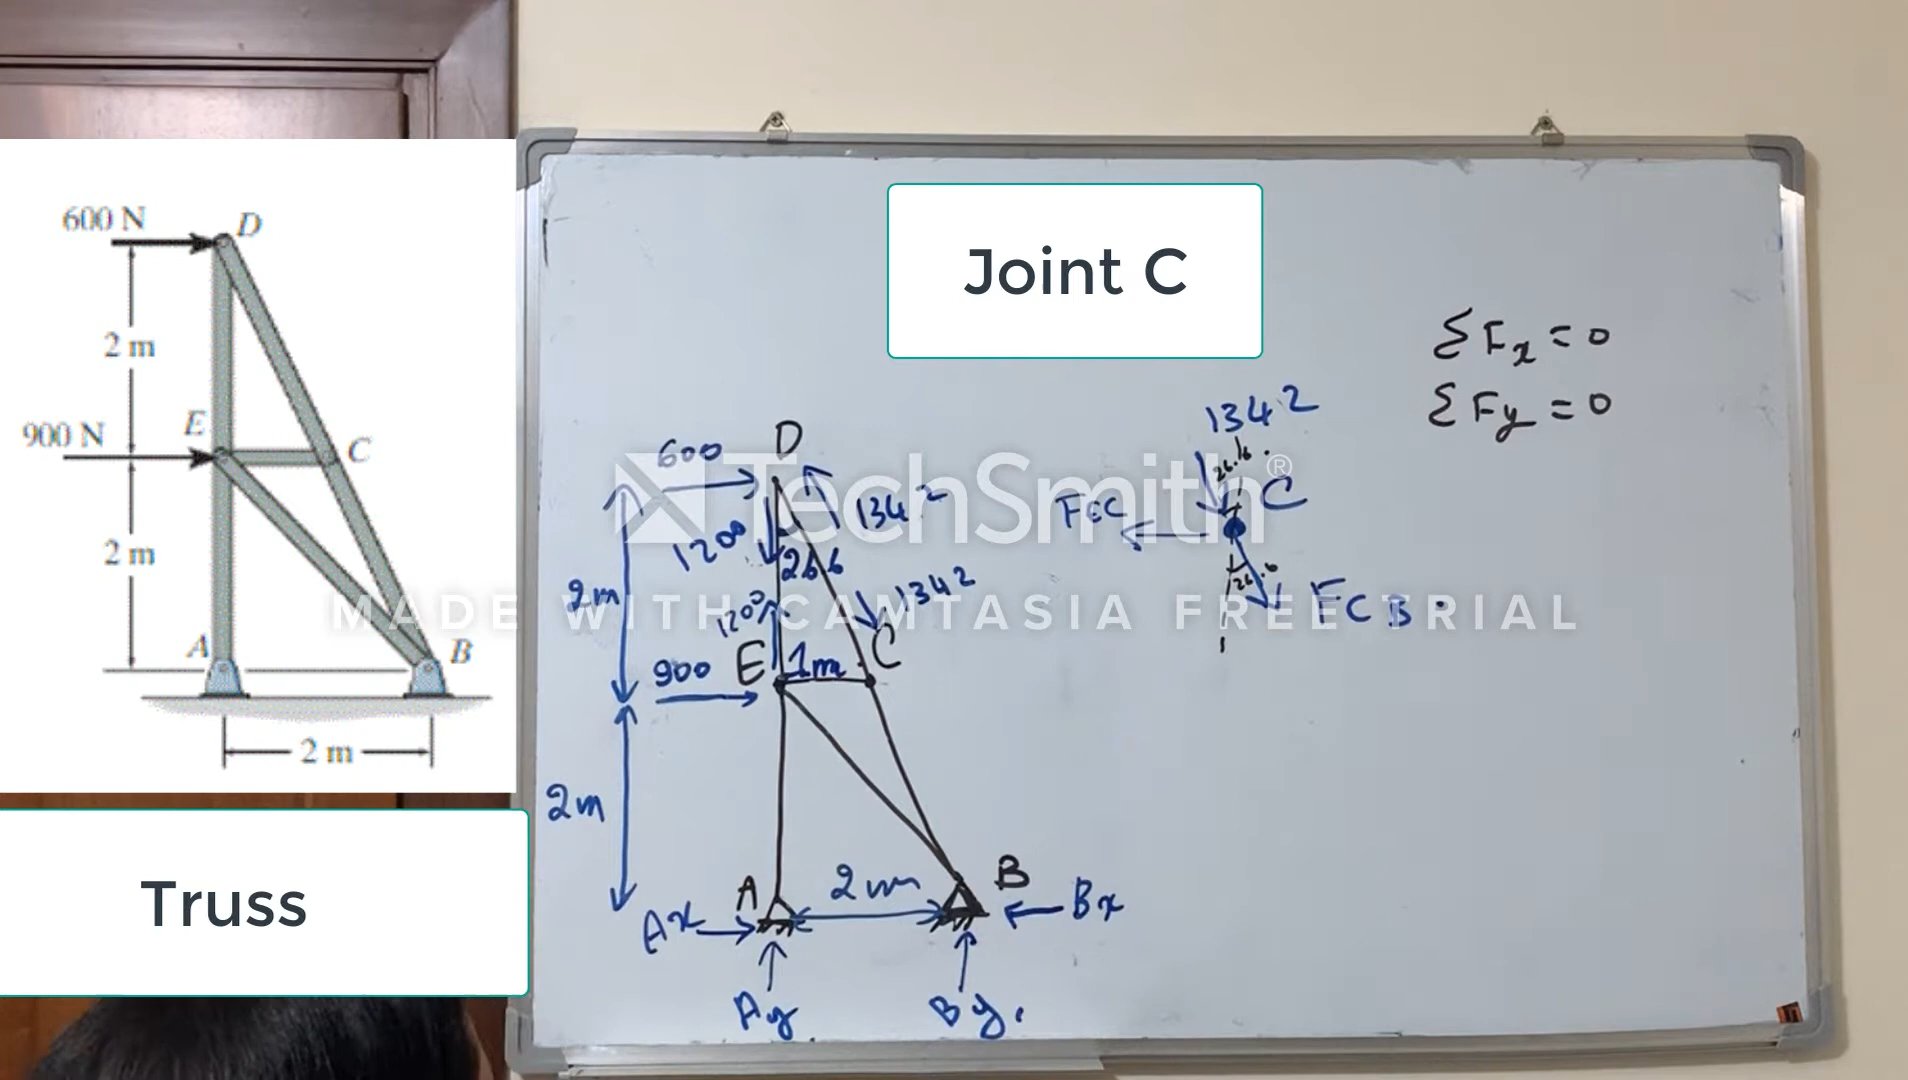 600 N
D
2 m
900 N
E
C
2 m
A
B
2 m
Truss
Joint C
ΣFx = 0
ΣFy = 0
D
600
1342
1200
26.6
1342
2m
1200
900
E
1m
C
2m
A
2m
B
Ax
Bx
Ay
By
1342
26.6
C
FEC
26.6
FCB
TechSmith®
MADE WITH CAMTASIA FREE TRIAL